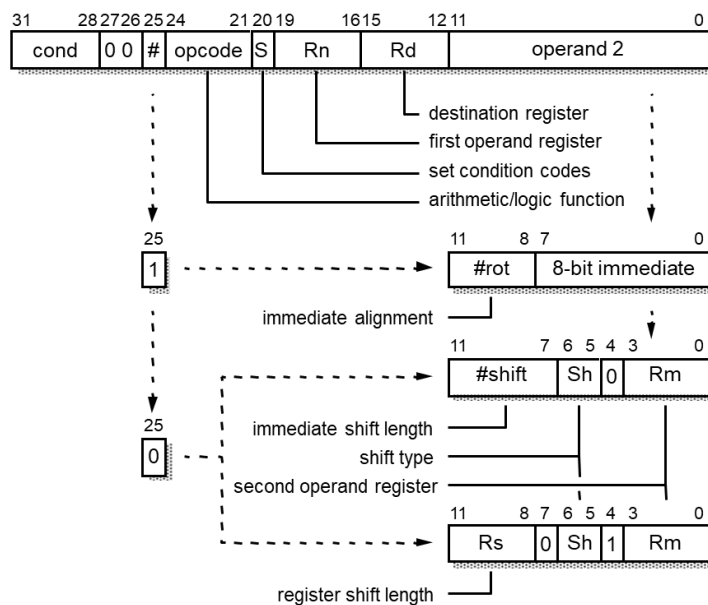 31 28 27 26 25 24 21 20 19 16 15 12 11 0
cond 0 0 # opcode S Rn Rd operand 2
destination register
first operand register
set condition codes
arithmetic/logic function
25 11 8 7 0
1 #rot 8-bit immediate
immediate alignment
11 7 6 5 4 3 0
#shift Sh 0 Rm
25
0
immediate shift length
shift type
second operand register
11 8 7 6 5 4 3 0
Rs 0 Sh 1 Rm
register shift length